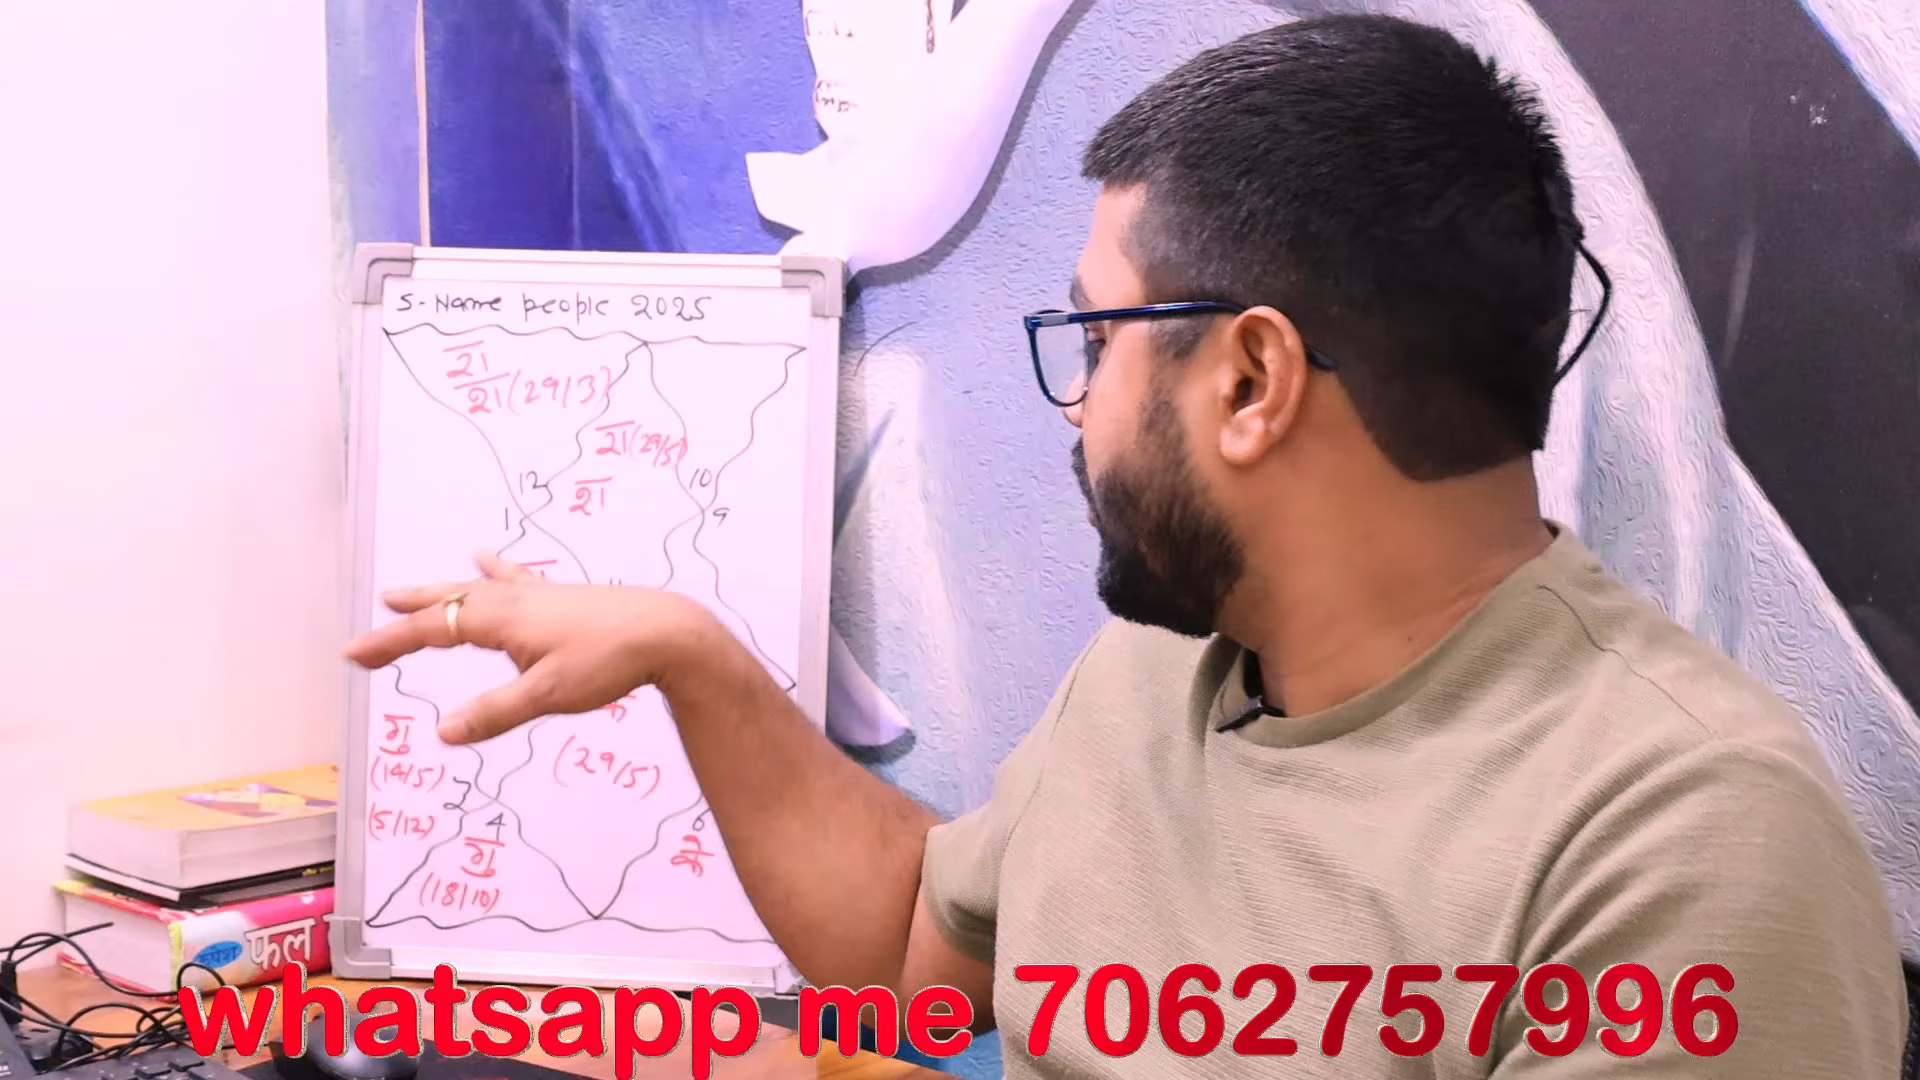 S-Name people 2025
श
श (29/3)
श (29/5)
12
श
10
1
9
गु
(14/5)
3
(5/12)
(29/5)
4
गु
(18/10)
6
के
फल
whatsapp me 7062757996